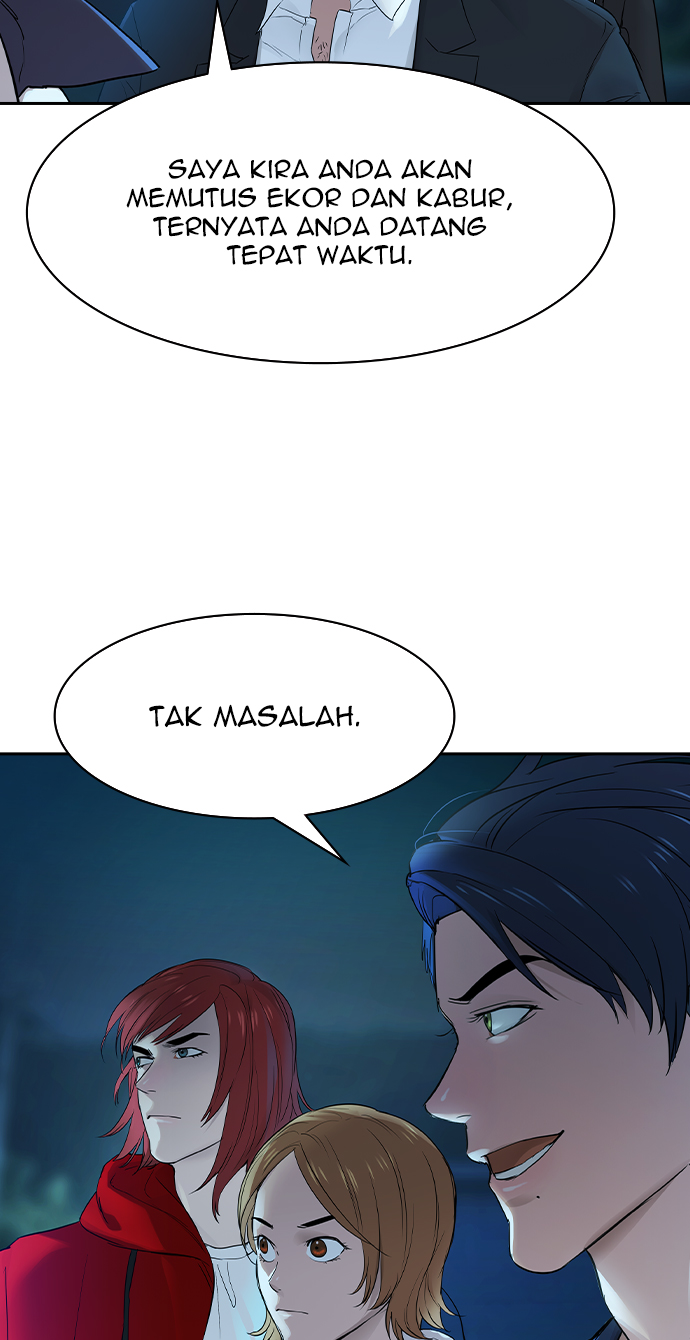 SAYA KIRA ANDA AKAN
MEMUTUS EKOR DAN KABUR,
TERNYATA ANDA DATANG
TEPAT WAKTU.
TAK MASALAH.